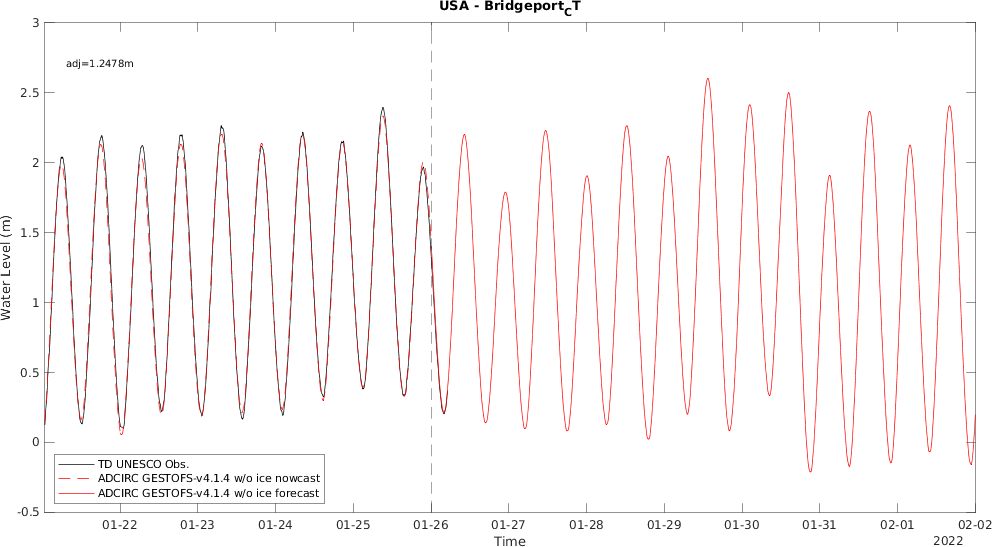 USA - Bridgeport_CT
adj=1.2478m
Water Level (m)
3
2.5
2
1.5
1
0.5
0
-0.5
TD UNESCO Obs.
ADCIRC GESTOFS-v4.1.4 w/o ice nowcast
ADCIRC GESTOFS-v4.1.4 w/o ice forecast
01-22 01-23 01-24 01-25 01-26 01-27 01-28 01-29 01-30 01-31 02-01 02-02
Time
2022